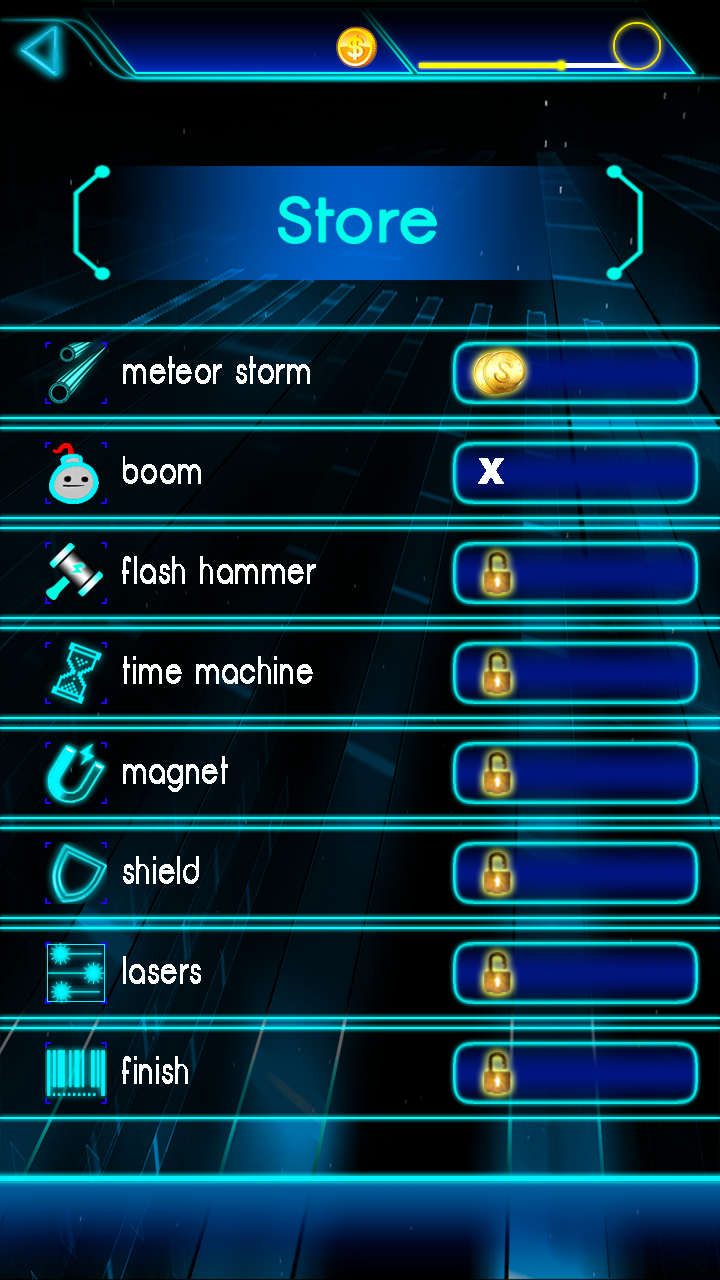 Store
meteor storm
boom
X
flash hammer
time machine
magnet
shield
lasers
finish